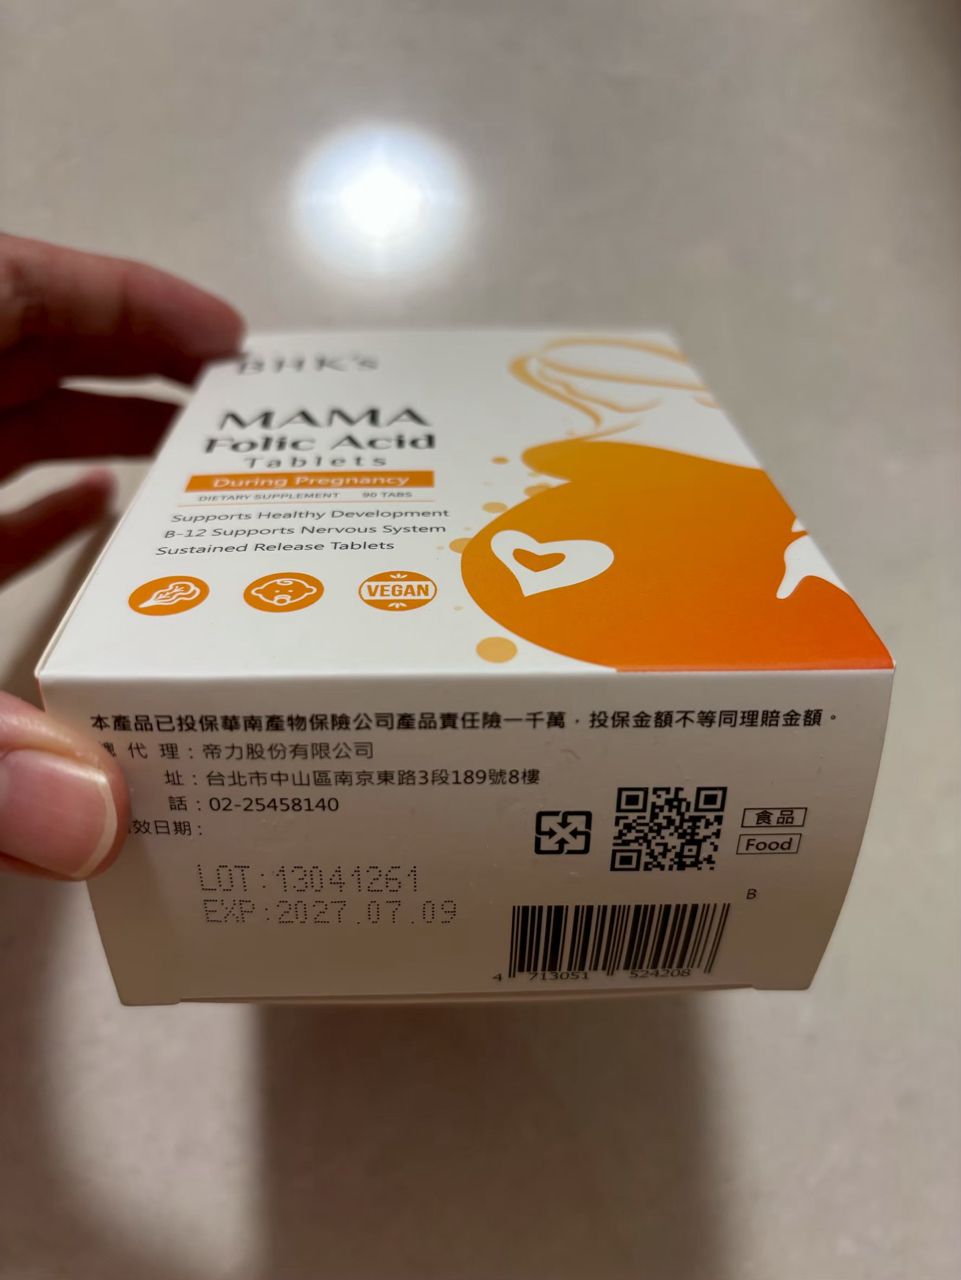 BHK's
MAMA
Folic Acid
Tablets
During Pregnancy
DIETARY SUPPLEMENT 90 TABS
Supports Healthy Development
B-12 Supports Nervous System
Sustained Release Tablets
VEGAN
本產品已投保華南產物保險公司產品責任險一千萬，投保金額不等同理賠金額。
代 理：帝力股份有限公司
址：台北市中山區南京東路3段189號8樓
話：02-25458140
效日期：
LOT:13041261
EXP:2027.07.09
食品
Food
B
4 713051 524208